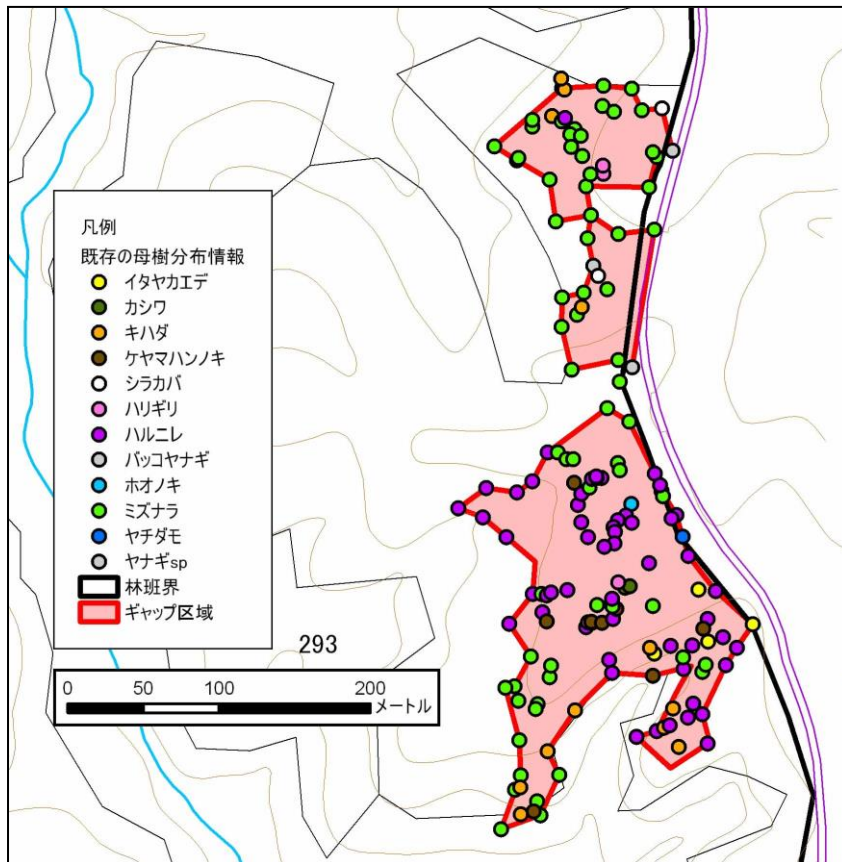 凡例
既存の母樹分布情報
イタヤカエデ
カシワ
キハダ
ケヤマハンノキ
シラカバ
ハリギリ
ハルニレ
バッコヤナギ
ホオノキ
ミズナラ
ヤチダモ
ヤナギsp
林班界
ギャップ区域
293
0 50 100 200
メートル